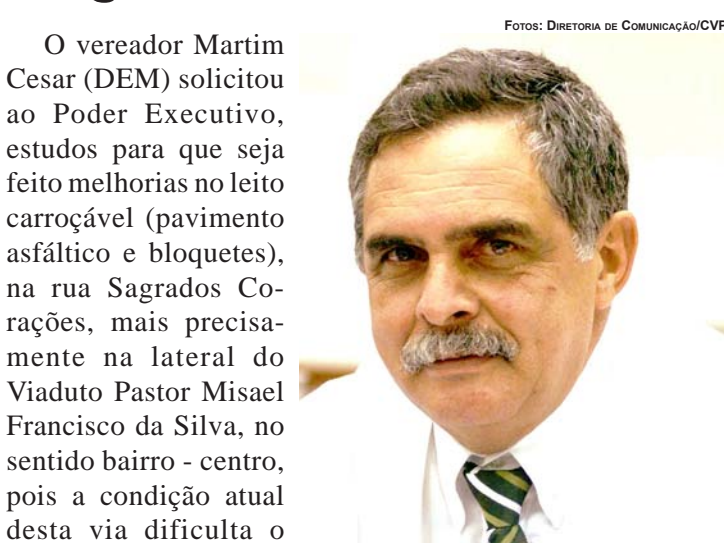 FOTOS: DIRETORIA DE COMUNICAÇÃO/CVP
O vereador Martim
Cesar (DEM) solicitou
ao Poder Executivo,
estudos para que seja
feito melhorias no leito
carroçável (pavimento
asfáltico e bloquetes),
na rua Sagrados Co-
rações, mais precisa-
mente na lateral do
Viaduto Pastor Misael
Francisco da Silva, no
sentido bairro - centro,
pois a condição atual
desta via dificulta o